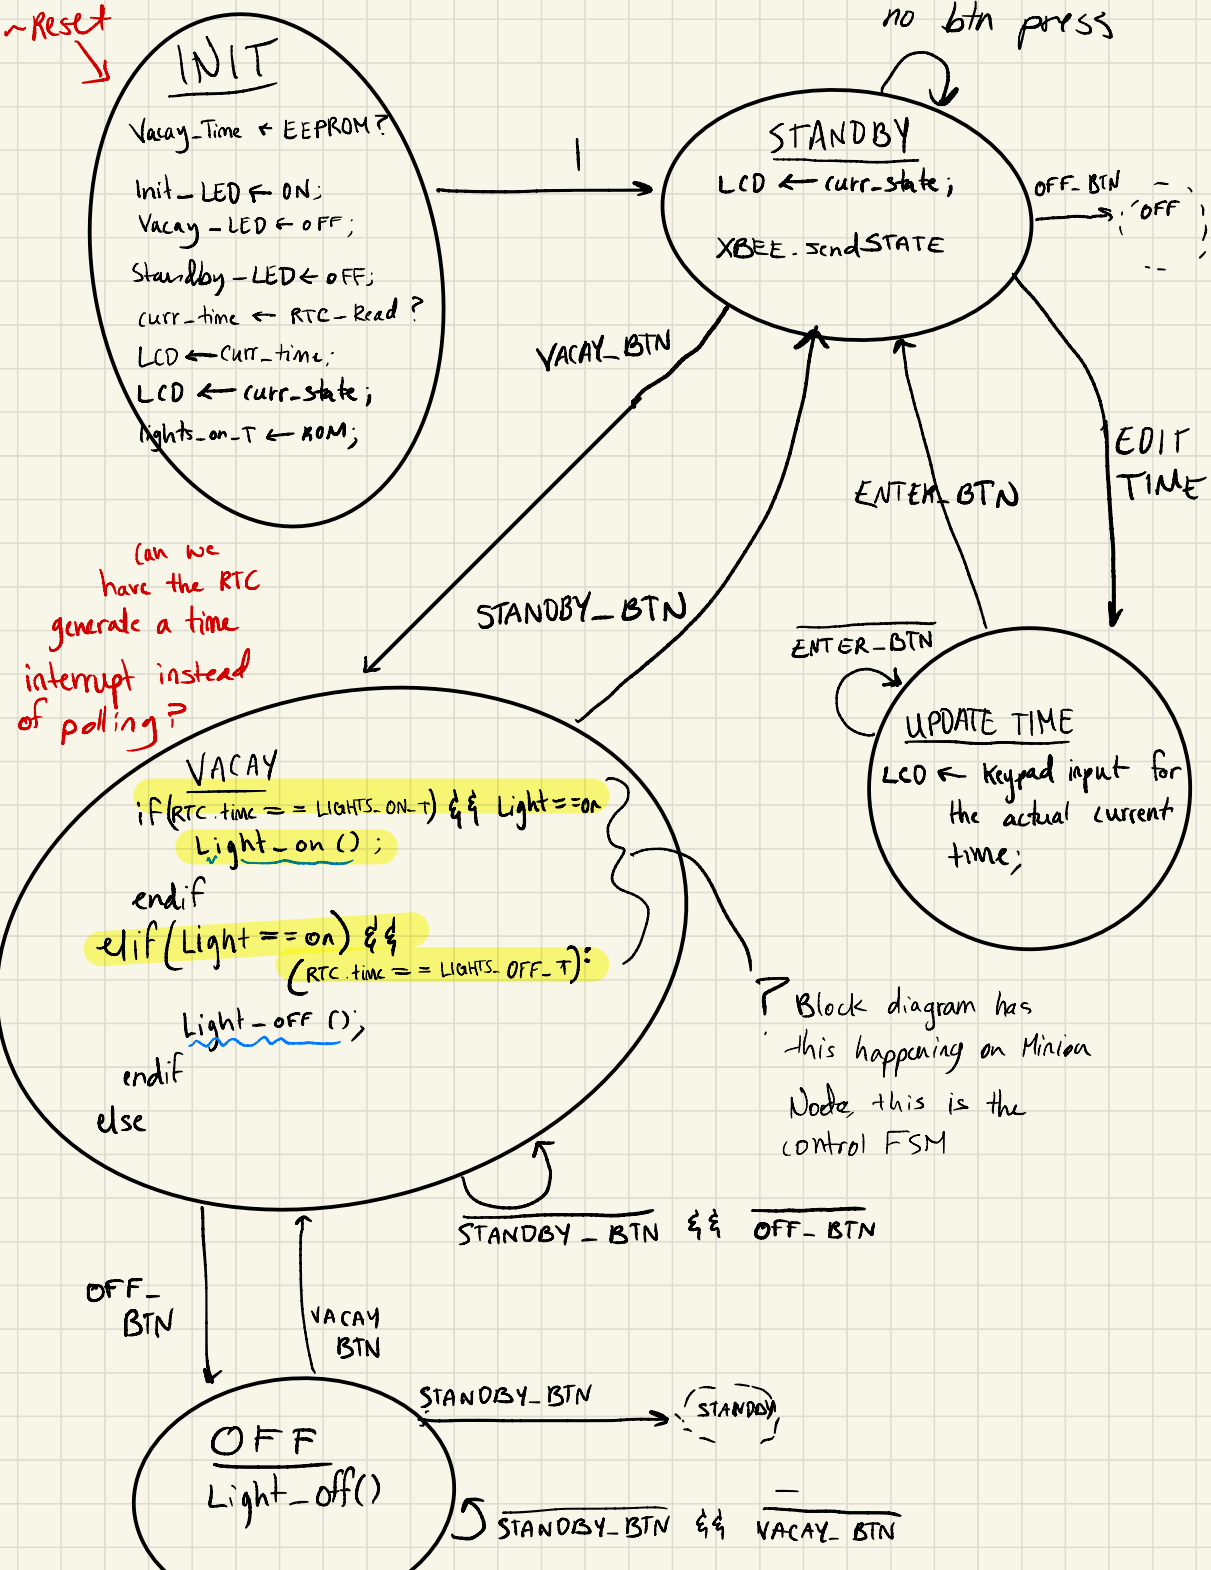 ~Reset
INIT
Vacay_Time ← EEPROM?
Init_LED ← ON;
Vacay_LED ← OFF;
Standby_LED ← OFF;
curr_time ← RTC_Read?
LCD ← Curr_time;
LCD ← curr_state;
lights_on_T ← ROM;
1
no btn press
STANDBY
LCD ← curr_state;
XBEE.sendSTATE
OFF_BTN
OFF
VACAY_BTN
STANDBY_BTN
ENTER_BTN
EDIT
TIME
can we
have the RTC
generate a time
interrupt instead
of polling?
ENTER_BTN
UPDATE TIME
LCD ← Keypad input for
the actual current
time;
VACAY
if(RTC.time == LIGHTS_ON_T) && Light==on
Light_on();
endif
elif(Light == on) &&
(RTC.time == LIGHTS_OFF_T):
Light_OFF();
endif
else
? Block diagram has
this happening on Minion
Node, this is the
control FSM
STANDBY_BTN && OFF_BTN
OFF_
BTN
VACAY
BTN
OFF
Light_off()
STANDBY_BTN
STANDBY
STANDBY_BTN && VACAY_BTN